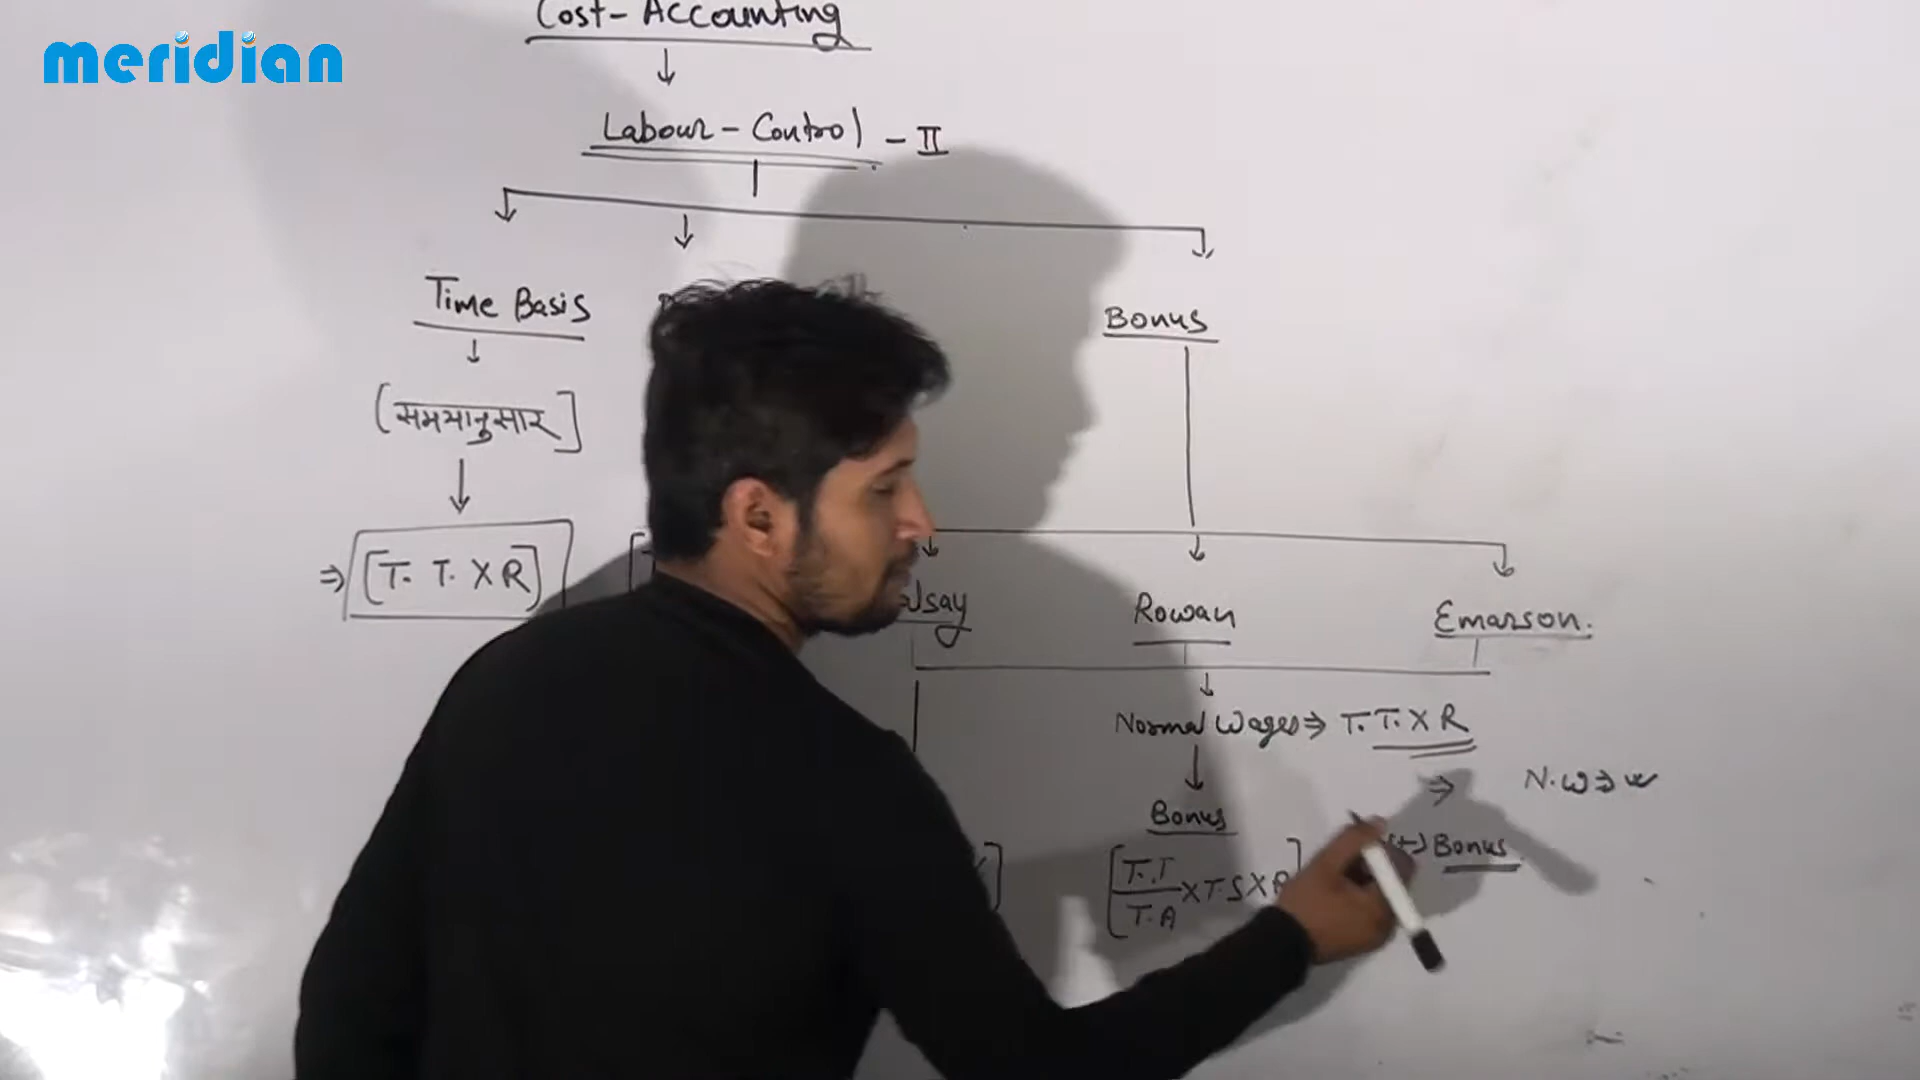 meridian
Cost-Accounting
Labour-Control - II
Time Basis
Bonus
[समयानुसार]
⇒ [T. T. X R]
Rowan
Emarson.
Normal Wages ⇒ T. T. X R
⇒ N.W ⇒ w
Bonus
(+) Bonus
[T.T / T.A X T.S X R]